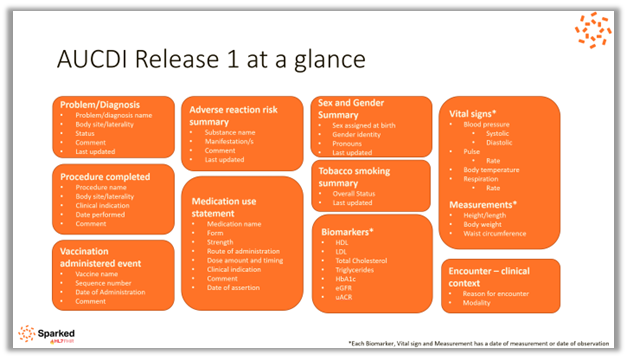 AUCDI Release 1 at a glance
Problem/Diagnosis
• Problem/diagnosis name
• Body site/laterality
• Status
• Comment
• Last updated
Procedure completed
• Procedure name
• Body site/laterality
• Clinical indication
• Date performed
• Comment
Vaccination
administered event
• Vaccine name
• Sequence number
• Date of Administration
• Comment
Adverse reaction risk
summary
• Substance name
• Manifestation/s
• Comment
• Last updated
Medication use
statement
• Medication name
• Form
• Strength
• Route of administration
• Dose amount and timing
• Clinical indication
• Comment
• Date of assertion
Sex and Gender
Summary
• Sex assigned at birth
• Gender identity
• Pronouns
• Last updated
Tobacco smoking
summary
• Overall Status
• Last updated
Biomarkers*
• HDL
• LDL
• Total Cholesterol
• Triglycerides
• HbA1c
• eGFR
• uACR
Vital signs*
• Blood pressure
• Systolic
• Diastolic
• Pulse
• Rate
• Body temperature
• Respiration
• Rate
Measurements*
• Height/length
• Body weight
• Waist circumference
Encounter – clinical
context
• Reason for encounter
• Modality
Sparked
*Each Biomarker, Vital sign and Measurement has a date of measurement or date of observation